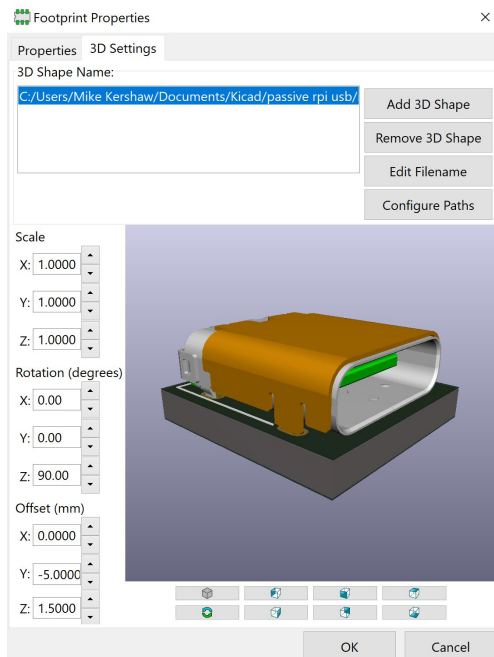 Footprint Properties
Properties 3D Settings
3D Shape Name:
C:/Users/Mike Kershaw/Documents/Kicad/passive rpi usb/
Add 3D Shape
Remove 3D Shape
Edit Filename
Configure Paths
Scale
X: 1.0000
Y: 1.0000
Z: 1.0000
Rotation (degrees)
X: 0.00
Y: 0.00
Z: 90.00
Offset (mm)
X: 0.0000
Y: -5.0000
Z: 1.5000
OK Cancel